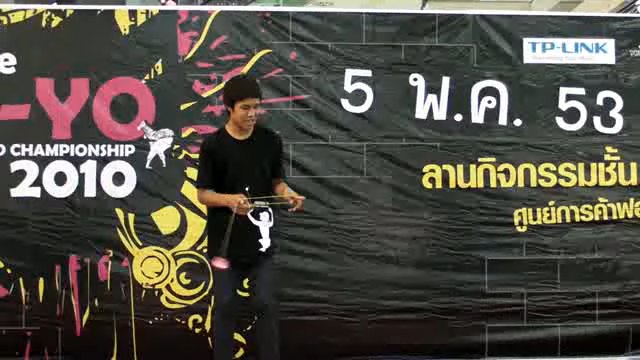 e
-YO
D CHAMPIONSHIP
2010
TP-LINK
5 พ.ค. 53
ลานกิจกรรมชั้น
ศูนย์การค้าฟอ